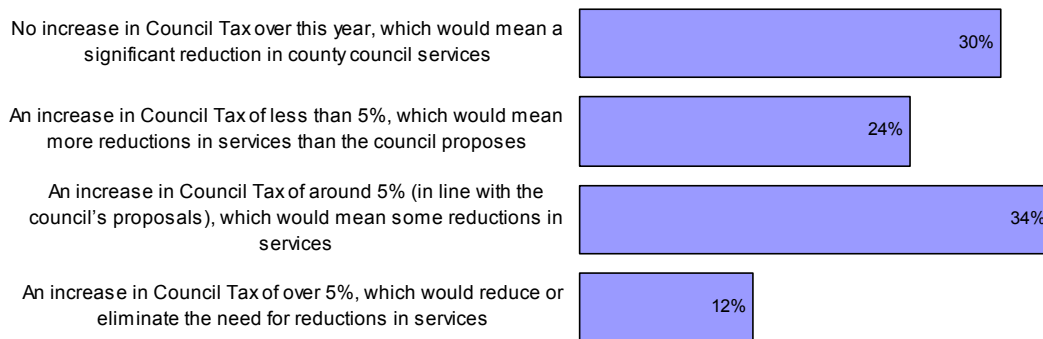 No increase in Council Tax over this year, which would mean a
significant reduction in county council services
30%
An increase in Council Tax of less than 5%, which would mean
more reductions in services than the council proposes
24%
An increase in Council Tax of around 5% (in line with the
council's proposals), which would mean some reductions in
services
34%
An increase in Council Tax of over 5%, which would reduce or
eliminate the need for reductions in services
12%